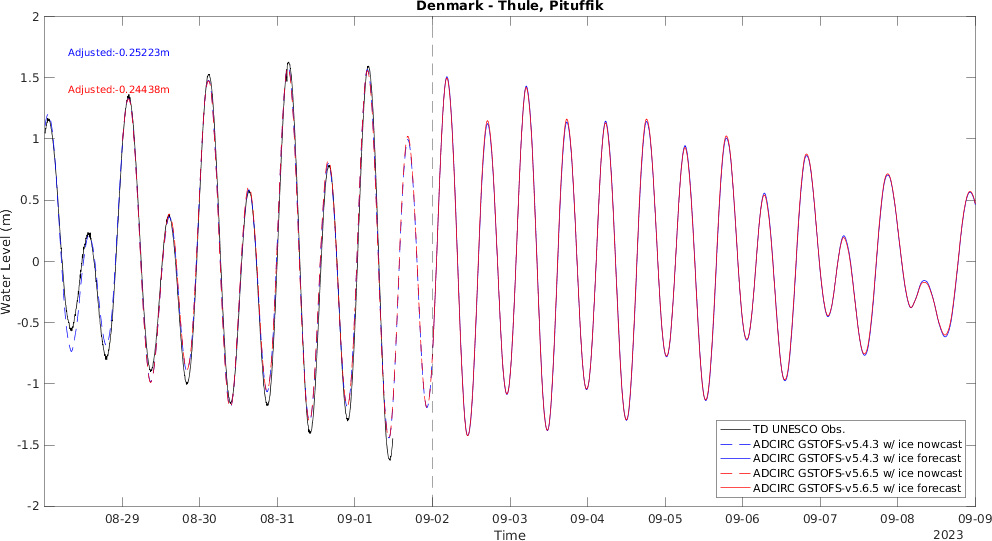 Denmark - Thule, Pituffik
2
Adjusted:-0.25223m
1.5
Adjusted:-0.24438m
1
0.5
0
-0.5
-1
-1.5
-2
Water Level (m)
TD UNESCO Obs.
ADCIRC GSTOFS-v5.4.3 w/ ice nowcast
ADCIRC GSTOFS-v5.4.3 w/ ice forecast
ADCIRC GSTOFS-v5.6.5 w/ ice nowcast
ADCIRC GSTOFS-v5.6.5 w/ ice forecast
08-29 08-30 08-31 09-01 09-02 09-03 09-04 09-05 09-06 09-07 09-08 09-09
Time
2023